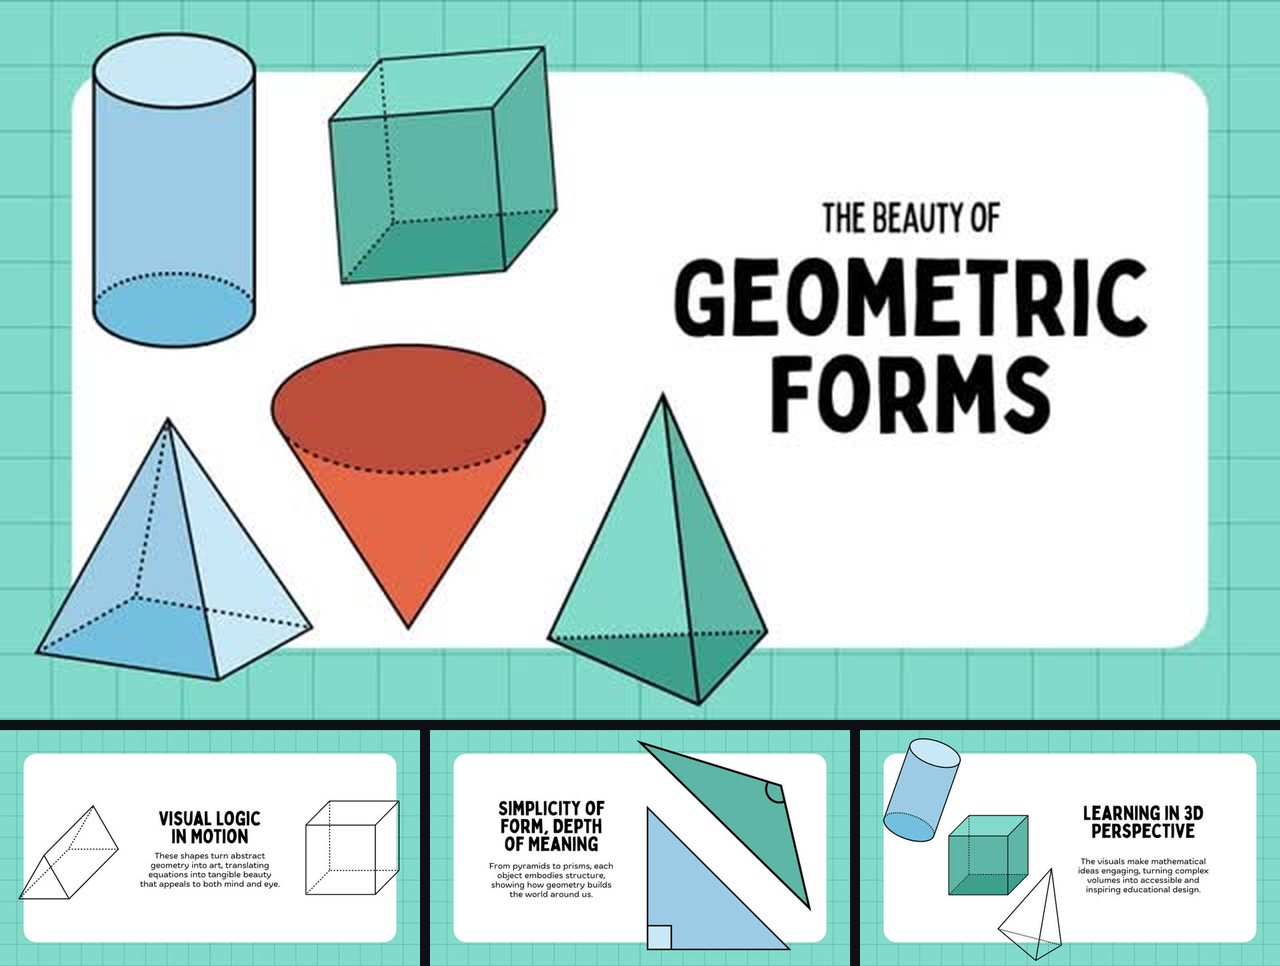 THE BEAUTY OF
GEOMETRIC
FORMS
VISUAL LOGIC
IN MOTION
These shapes turn abstract
geometry into art, translating
equations into tangible beauty
that appeals to both mind and eye.
SIMPLICITY OF
FORM, DEPTH
OF MEANING
From pyramids to prisms, each
object embodies structure,
showing how geometry builds
the world around us.
LEARNING IN 3D
PERSPECTIVE
The visuals make mathematical
ideas engaging, turning complex
volumes into accessible and
inspiring educational design.